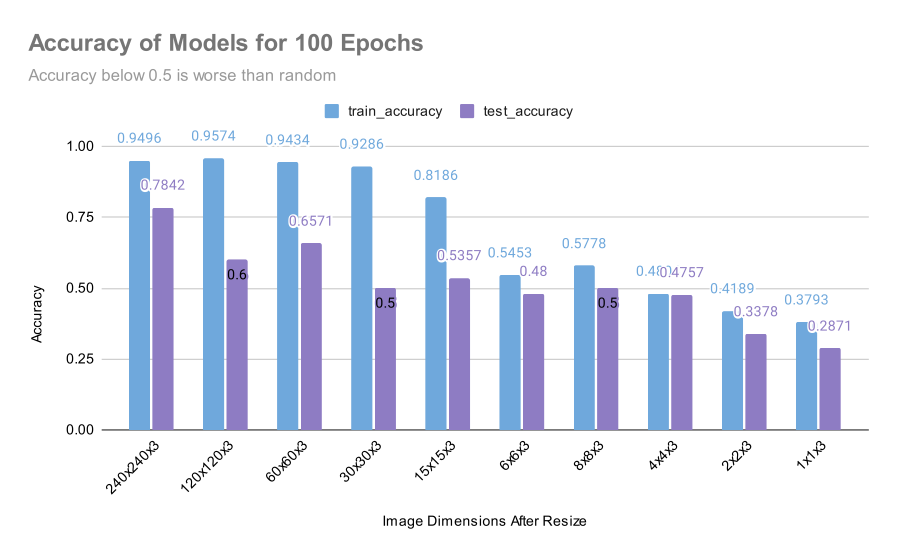 Accuracy of Models for 100 Epochs
Accuracy below 0.5 is worse than random
train_accuracy test_accuracy
1.00
0.75
0.50
0.25
0.00
Accuracy
0.9496
0.7842
0.9574
0.6
0.9434
0.6571
0.9286
0.5
0.8186
0.5357
0.5453
0.48
0.5778
0.5
0.4757
0.4189
0.3378
0.3793
0.2871
240x240x3
120x120x3
60x60x3
30x30x3
15x15x3
6x6x3
8x8x3
4x4x3
2x2x3
1x1x3
Image Dimensions After Resize